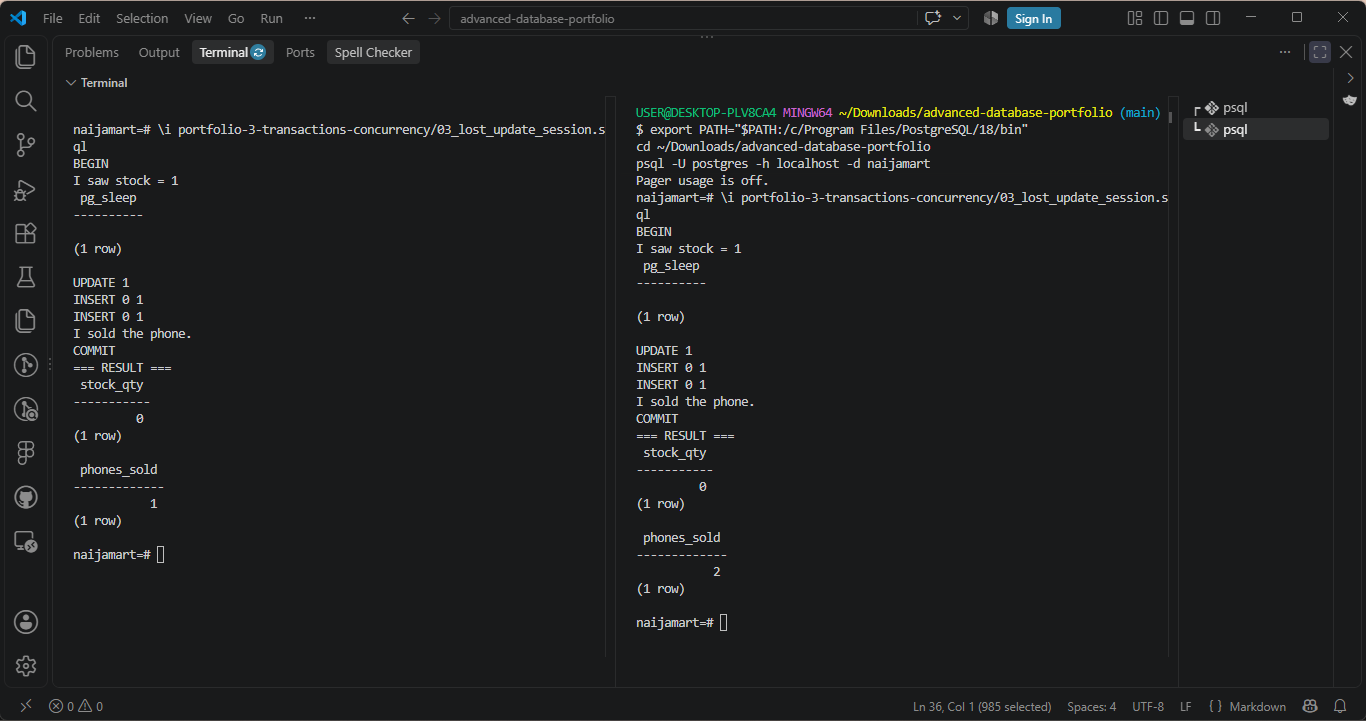 File Edit Selection View Go Run ···
advanced-database-portfolio
Sign In
Problems Output Terminal Ports Spell Checker
Terminal
naijamart=# \i portfolio-3-transactions-concurrency/03_lost_update_session.s
ql
BEGIN
I saw stock = 1
pg_sleep
----------
(1 row)
UPDATE 1
INSERT 0 1
INSERT 0 1
I sold the phone.
COMMIT
=== RESULT ===
stock_qty
-----------
0
(1 row)
phones_sold
-------------
1
(1 row)
naijamart=#
USER@DESKTOP-PLV8CA4 MINGW64 ~/Downloads/advanced-database-portfolio (main)
$ export PATH="$PATH:/c/Program Files/PostgreSQL/18/bin"
cd ~/Downloads/advanced-database-portfolio
psql -U postgres -h localhost -d naijamart
Pager usage is off.
naijamart=# \i portfolio-3-transactions-concurrency/03_lost_update_session.s
ql
BEGIN
I saw stock = 1
pg_sleep
----------
(1 row)
UPDATE 1
INSERT 0 1
INSERT 0 1
I sold the phone.
COMMIT
=== RESULT ===
stock_qty
-----------
0
(1 row)
phones_sold
-------------
2
(1 row)
naijamart=#
psql
psql
0 0
Ln 36, Col 1 (985 selected) Spaces: 4 UTF-8 LF { } Markdown